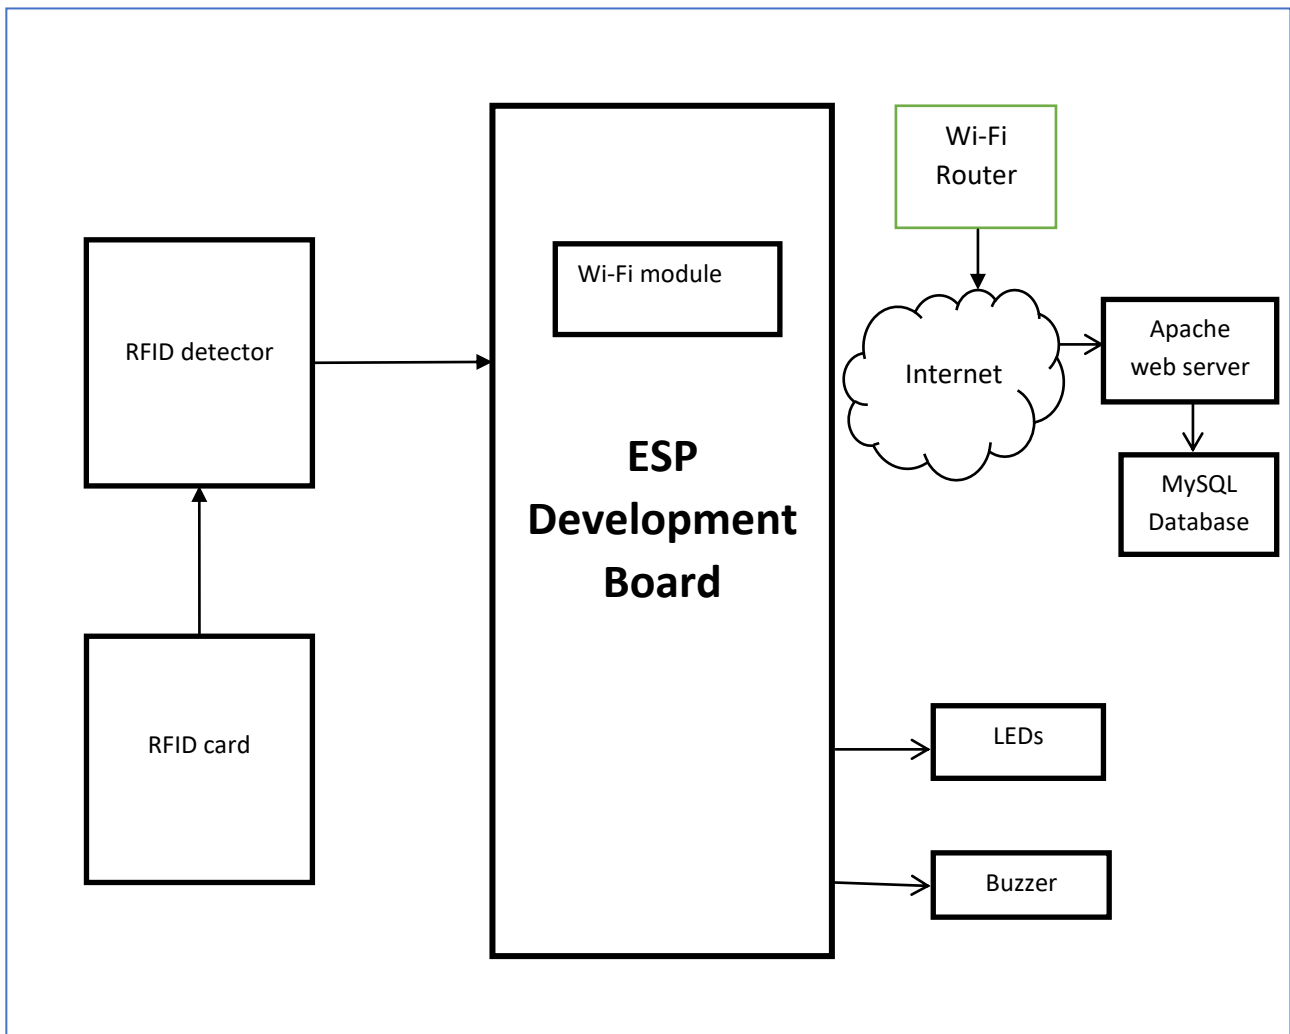 Wi-Fi
Router
Wi-Fi module
RFID detector
Apache
web server
Internet
ESP
Development
Board
MySQL
Database
RFID card
LEDs
Buzzer